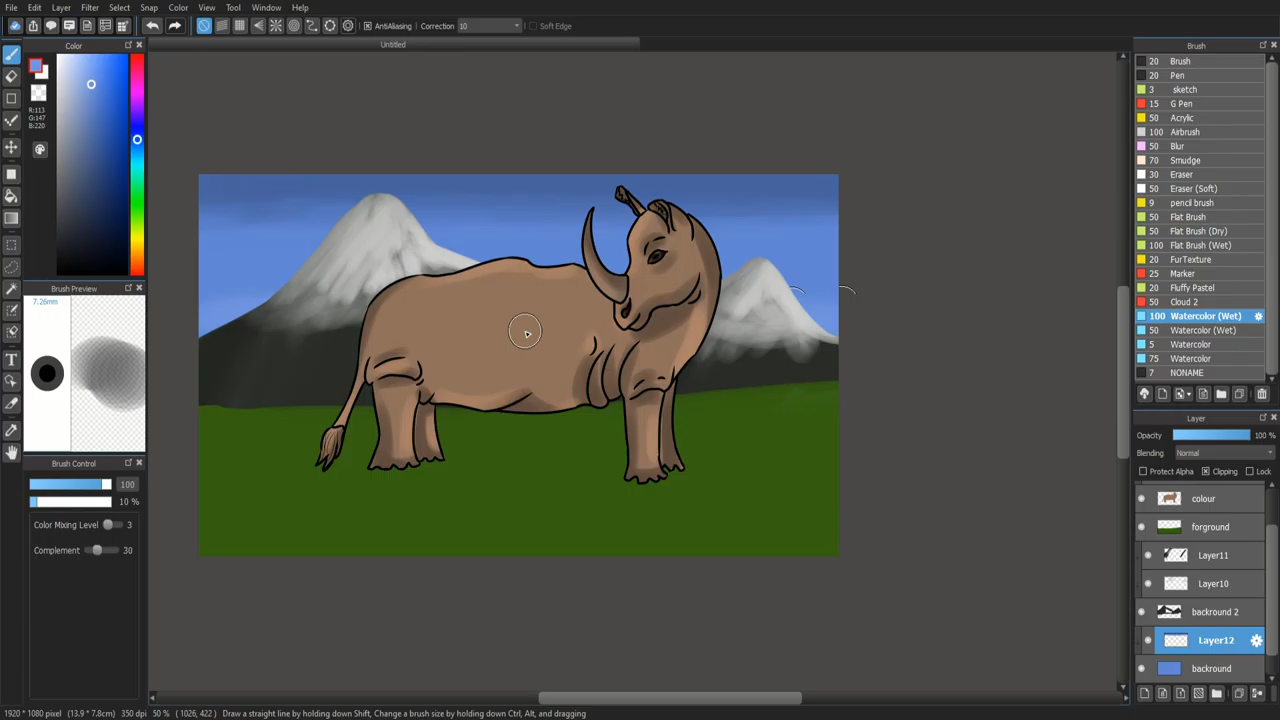 File Edit Layer Filter Select Snap Color View Tool Window Help
AntiAliasing Correction 10 Soft Edge
Untitled
Color
R:113
G:147
B:220
Brush Preview
7.26mm
Brush Control
100
10 %
Color Mixing Level 3
Complement 30
Brush
20 Brush
20 Pen
3 sketch
15 G Pen
50 Acrylic
100 Airbrush
50 Blur
70 Smudge
30 Eraser
50 Eraser (Soft)
9 pencil brush
50 Flat Brush
50 Flat Brush (Dry)
100 Flat Brush (Wet)
20 FurTexture
25 Marker
20 Fluffy Pastel
50 Cloud 2
100 Watercolor (Wet)
50 Watercolor (Wet)
5 Watercolor
75 Watercolor
7 NONAME
Layer
Opacity 100 %
Blending Normal
Protect Alpha Clipping Lock
colour
forground
Layer11
Layer10
backround 2
Layer12
backround
1920 * 1080 px (13.9 * 7.8cm) 350 dpi 50 % ( 1026, 422 ) Draw a straight line by holding down Shift, Change a brush size by holding down Ctrl, Alt, and dragging